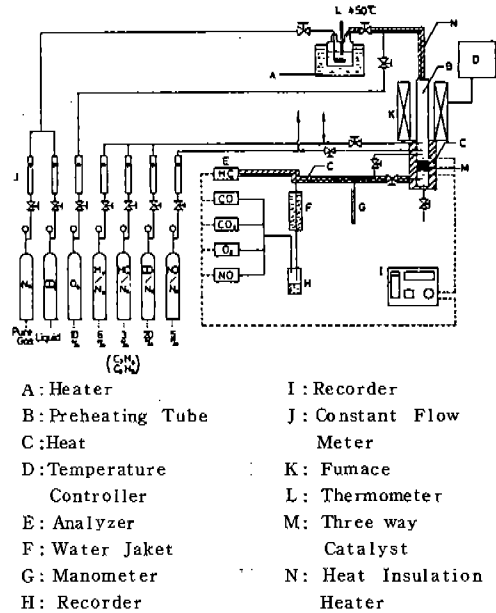 L 450℃
N
A
B
D
K
C
M
E
HC
C
J
CO
F
G
CO₂
O₂
I
NO
H
N₂
O₂
Pure
Gas
Liquid
A: Heater
B: Preheating Tube
C: Heat
D: Temperature
Controller
E: Analyzer
F: Water Jaket
G: Manometer
H: Recorder
I: Recorder
J: Constant Flow
Meter
K: Fumace
L: Thermometer
M: Three way
Catalyst
N: Heat Insulation
Heater